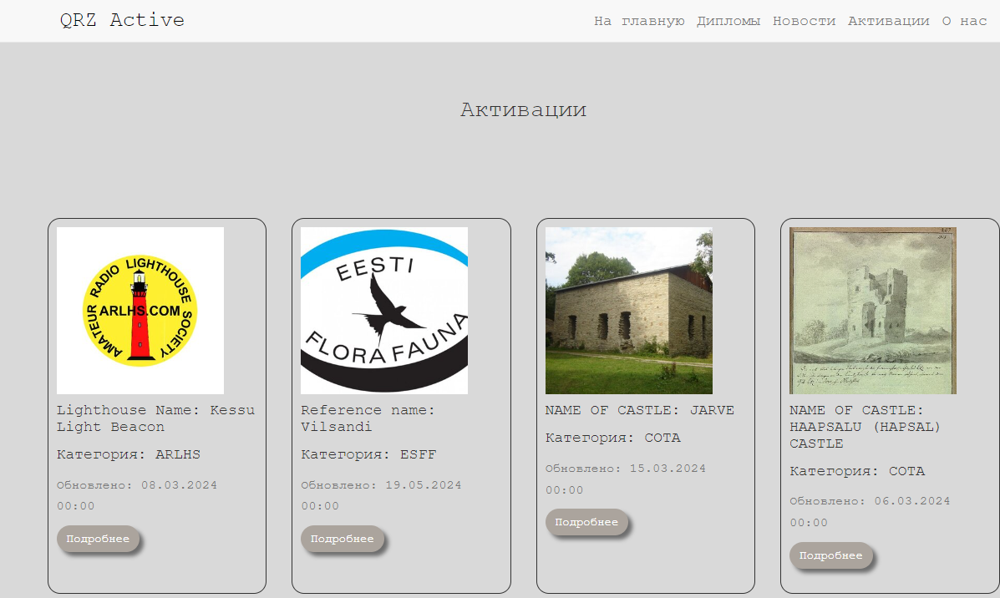 QRZ Active
На главную Дипломы Новости Активации О нас
Активации
AMATEUR RADIO LIGHTHOUSE SOCIETY
ARLHS.COM
Lighthouse Name: Kessu
Light Beacon
Категория: ARLHS
Обновлено: 08.03.2024
00:00
Подробнее
EESTI
FLORA FAUNA
Reference name:
Vilsandi
Категория: ESFF
Обновлено: 19.05.2024
00:00
Подробнее
NAME OF CASTLE: JARVE
Категория: COTA
Обновлено: 15.03.2024
00:00
Подробнее
NAME OF CASTLE:
HAAPSALU (HAPSAL)
CASTLE
Категория: COTA
Обновлено: 06.03.2024
00:00
Подробнее